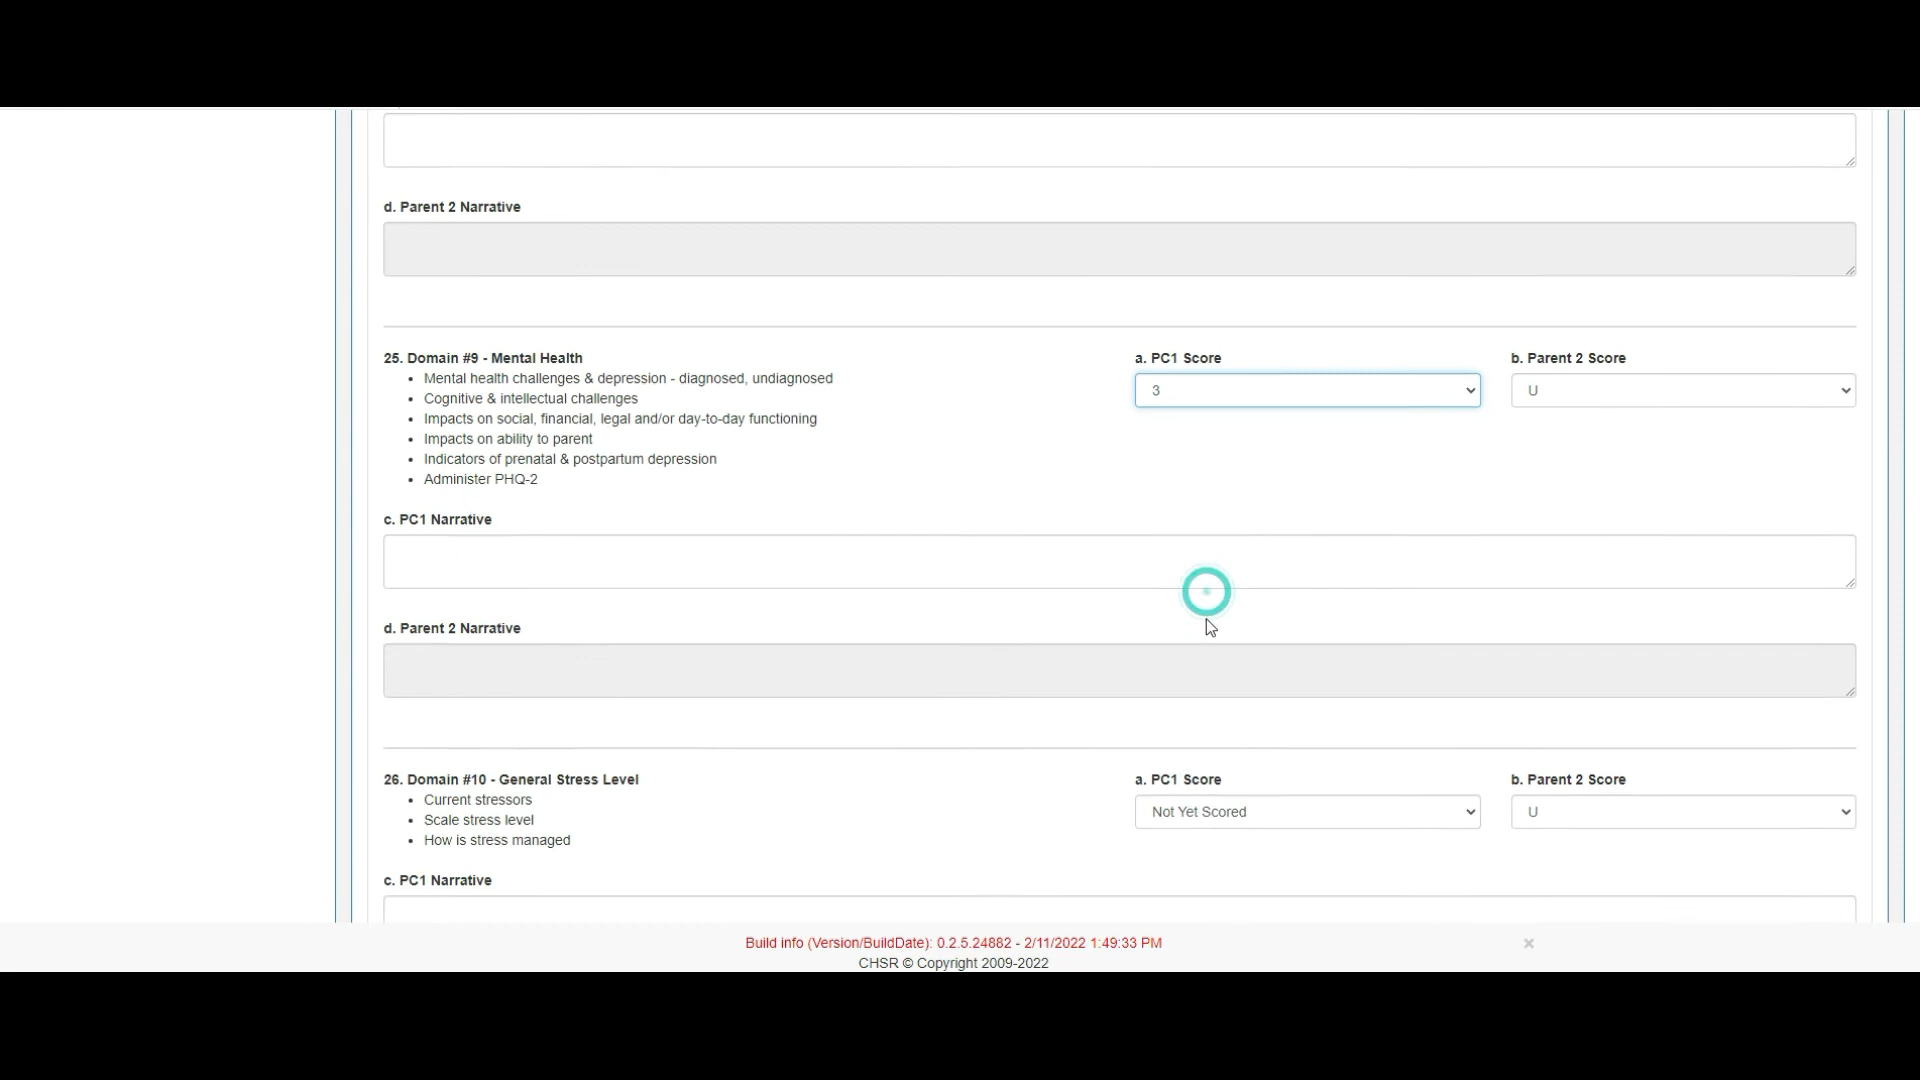 d. Parent 2 Narrative
25. Domain #9 - Mental Health
a. PC1 Score
b. Parent 2 Score
Mental health challenges & depression - diagnosed, undiagnosed
3
U
Cognitive & intellectual challenges
Impacts on social, financial, legal and/or day-to-day functioning
Impacts on ability to parent
Indicators of prenatal & postpartum depression
Administer PHQ-2
c. PC1 Narrative
d. Parent 2 Narrative
26. Domain #10 - General Stress Level
a. PC1 Score
b. Parent 2 Score
Current stressors
Not Yet Scored
U
Scale stress level
How is stress managed
c. PC1 Narrative
Build info (Version/BuildDate): 0.2.5.24882 - 2/11/2022 1:49:33 PM
CHSR © Copyright 2009-2022